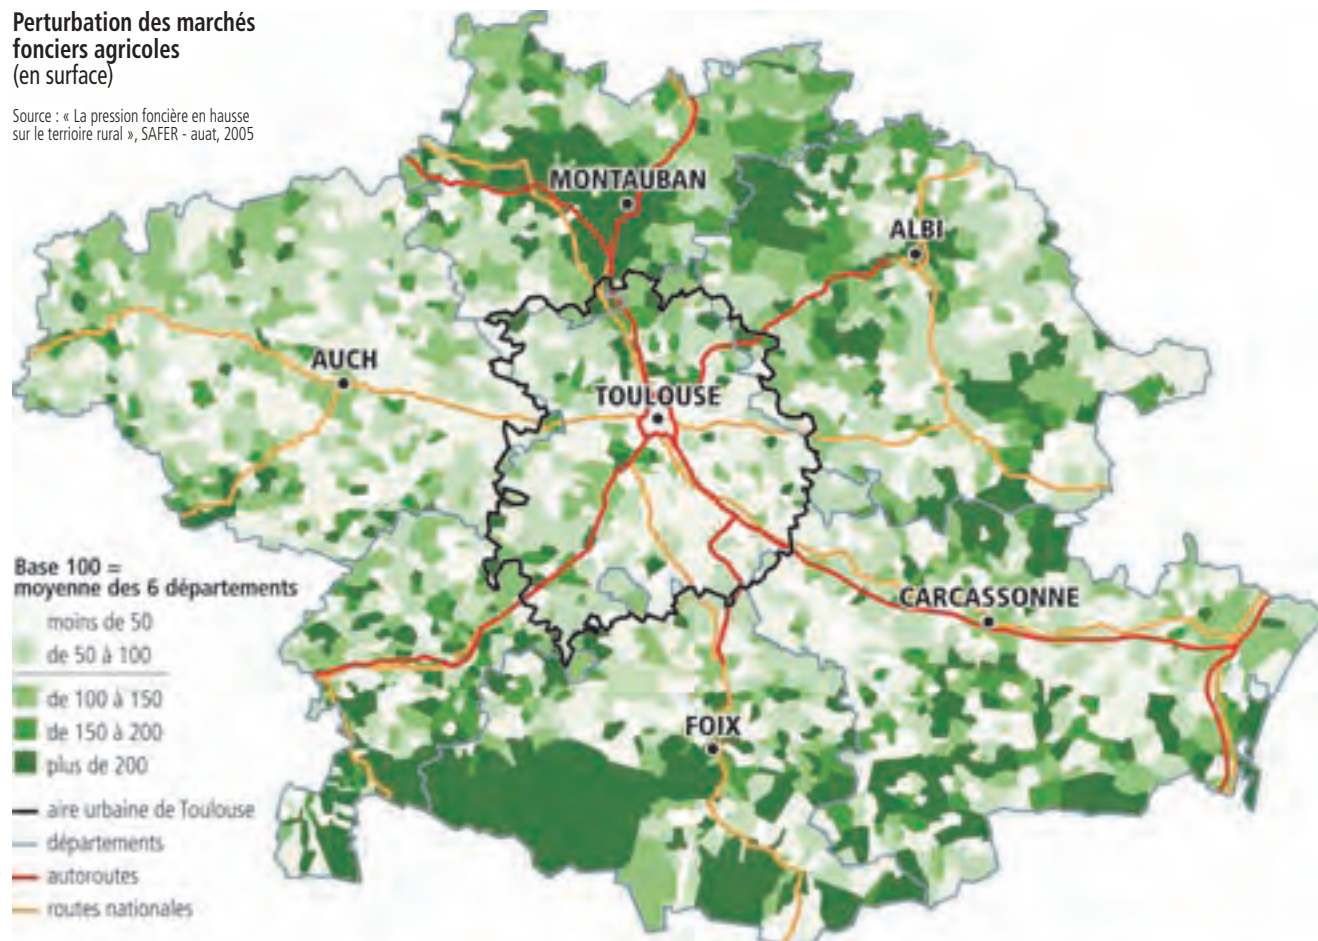 Perturbation des marchés
fonciers agricoles
(en surface)
Source : « La pression foncière en hausse
sur le terrioire rural », SAFER - auat, 2005
MONTAUBAN
ALBI
AUCH
TOULOUSE
CARCASSONNE
FOIX
Base 100 =
moyenne des 6 départements
moins de 50
de 50 à 100
de 100 à 150
de 150 à 200
plus de 200
aire urbaine de Toulouse
départements
autoroutes
routes nationales